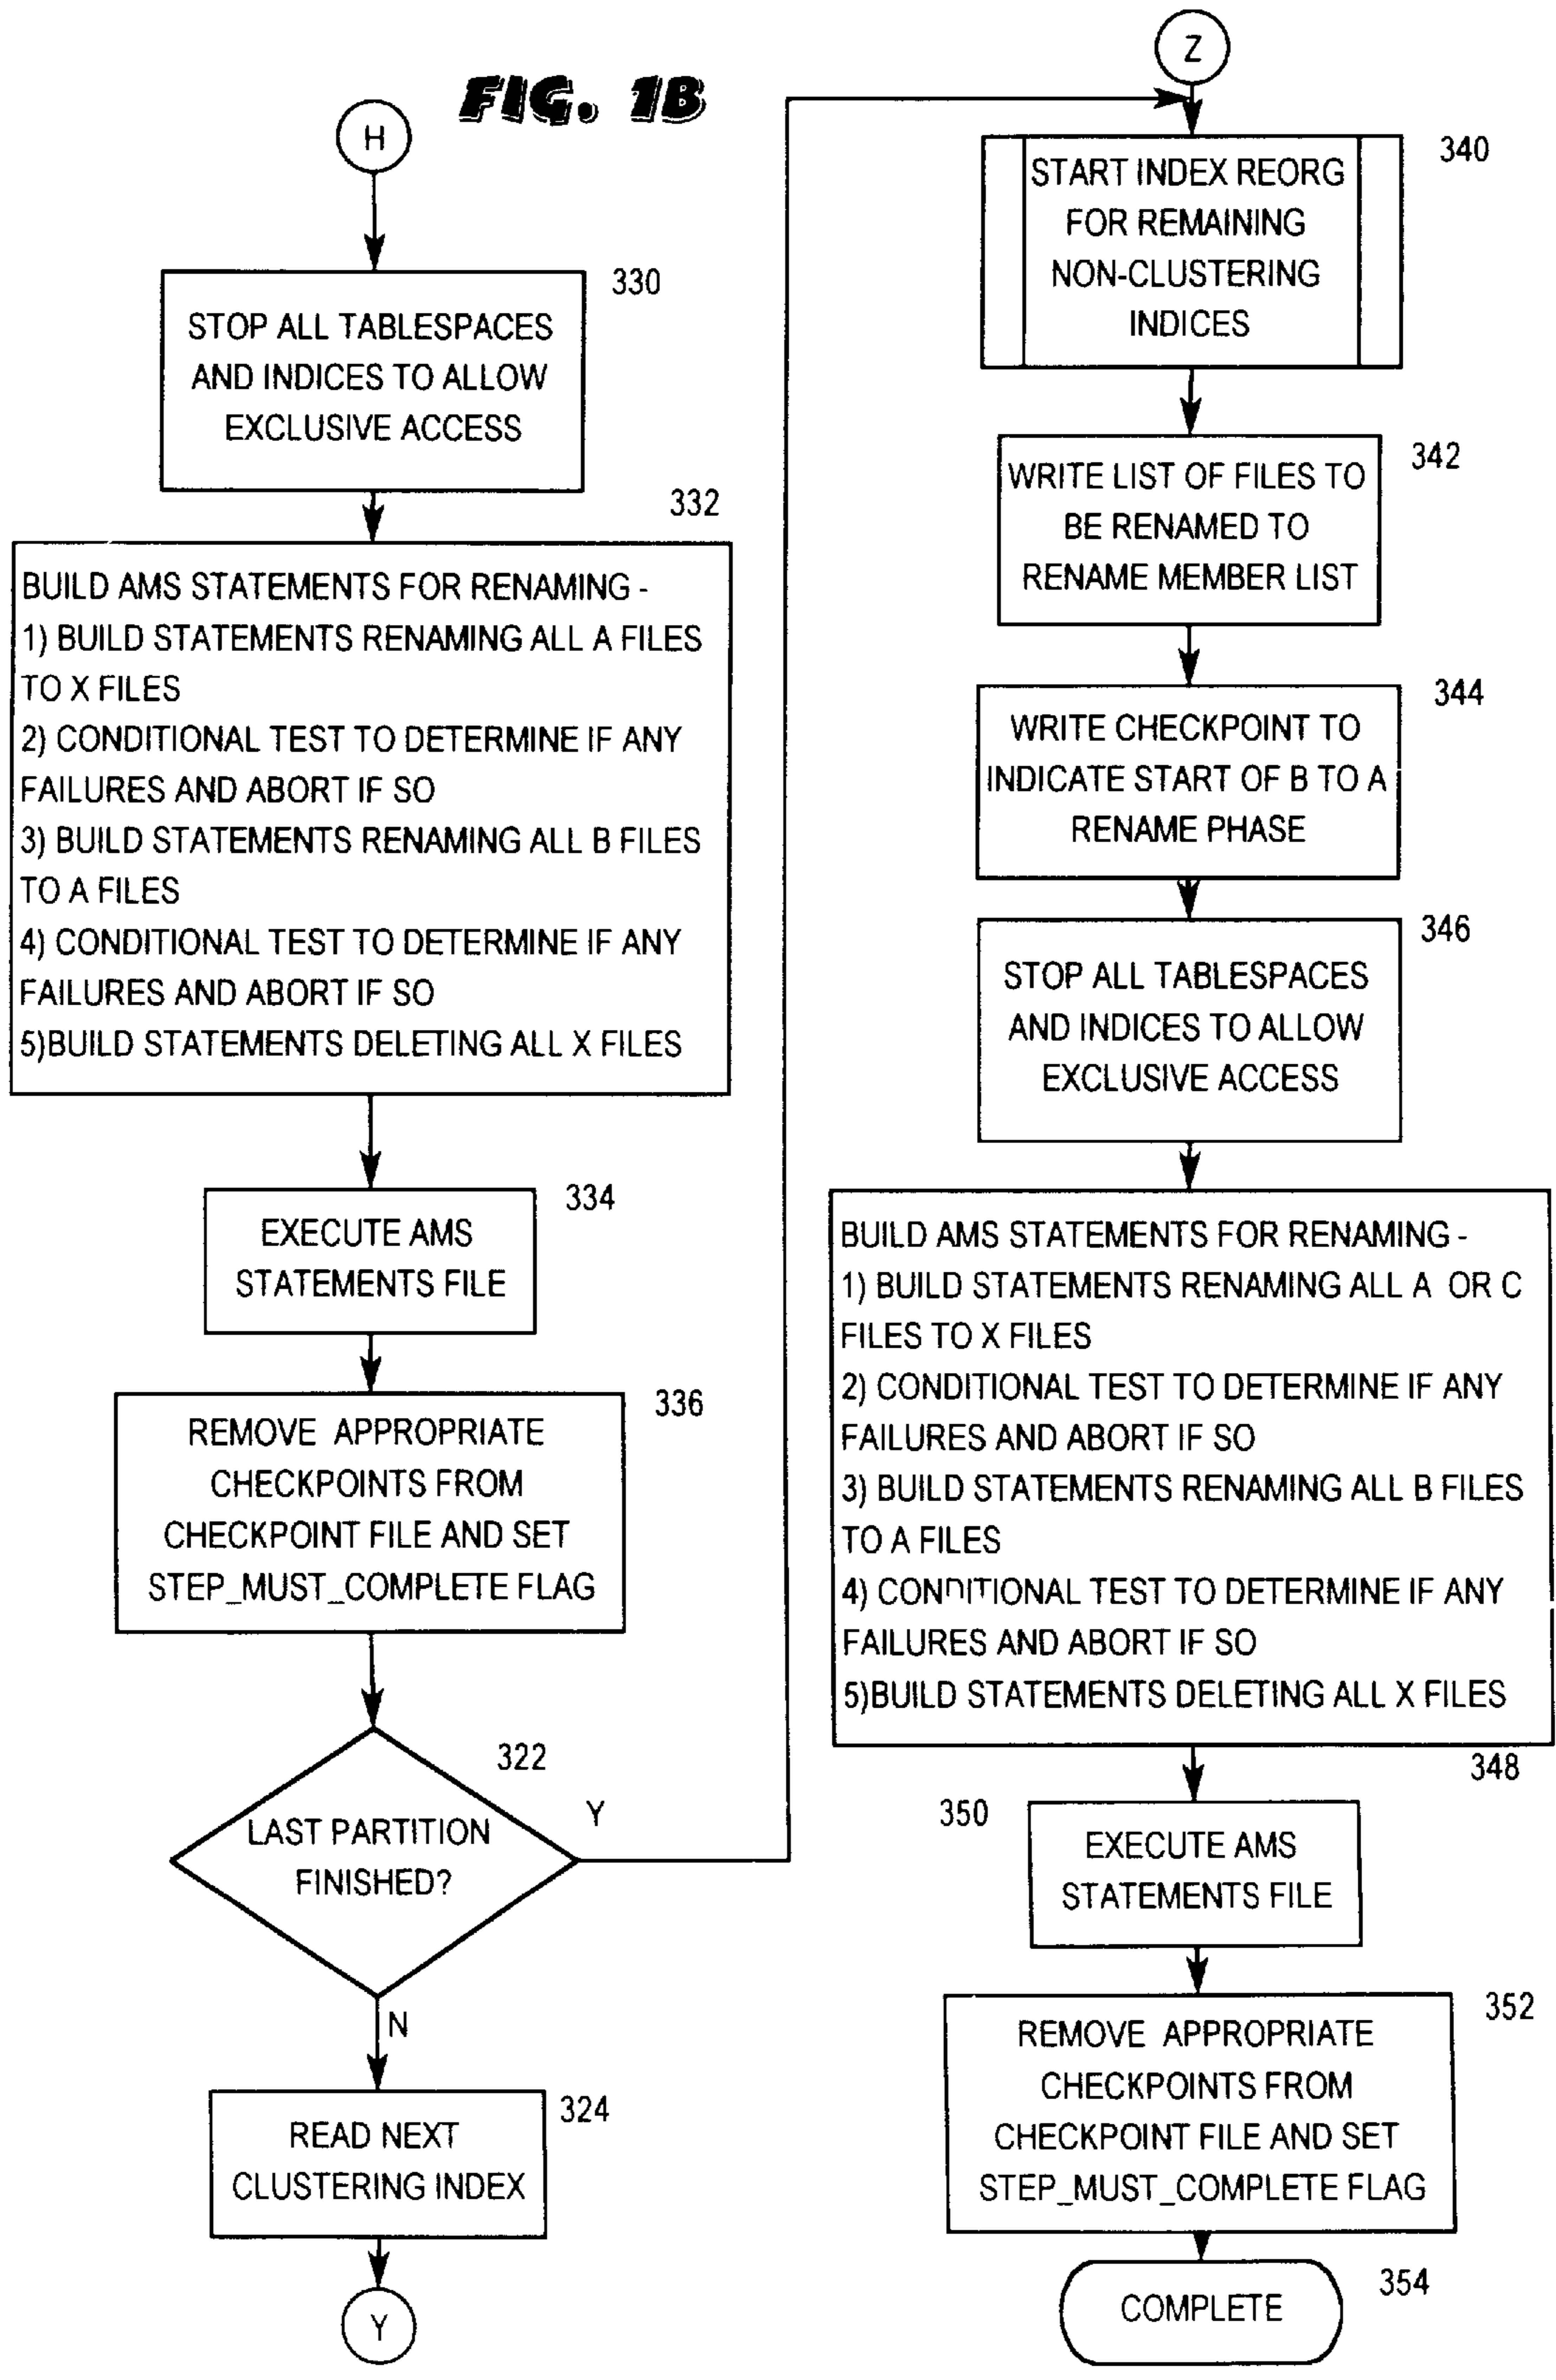 FIG. 1B
H
330
STOP ALL TABLESPACES
AND INDICES TO ALLOW
EXCLUSIVE ACCESS
332
BUILD AMS STATEMENTS FOR RENAMING -
1) BUILD STATEMENTS RENAMING ALL A FILES
TO X FILES
2) CONDITIONAL TEST TO DETERMINE IF ANY
FAILURES AND ABORT IF SO
3) BUILD STATEMENTS RENAMING ALL B FILES
TO A FILES
4) CONDITIONAL TEST TO DETERMINE IF ANY
FAILURES AND ABORT IF SO
5)BUILD STATEMENTS DELETING ALL X FILES
334
EXECUTE AMS
STATEMENTS FILE
336
REMOVE APPROPRIATE
CHECKPOINTS FROM
CHECKPOINT FILE AND SET
STEP_MUST_COMPLETE FLAG
322
LAST PARTITION
FINISHED?
Y
N
324
READ NEXT
CLUSTERING INDEX
Y
Z
340
START INDEX REORG
FOR REMAINING
NON-CLUSTERING
INDICES
342
WRITE LIST OF FILES TO
BE RENAMED TO
RENAME MEMBER LIST
344
WRITE CHECKPOINT TO
INDICATE START OF B TO A
RENAME PHASE
346
STOP ALL TABLESPACES
AND INDICES TO ALLOW
EXCLUSIVE ACCESS
BUILD AMS STATEMENTS FOR RENAMING -
1) BUILD STATEMENTS RENAMING ALL A OR C
FILES TO X FILES
2) CONDITIONAL TEST TO DETERMINE IF ANY
FAILURES AND ABORT IF SO
3) BUILD STATEMENTS RENAMING ALL B FILES
TO A FILES
4) CONDITIONAL TEST TO DETERMINE IF ANY
FAILURES AND ABORT IF SO
5)BUILD STATEMENTS DELETING ALL X FILES
348
350
EXECUTE AMS
STATEMENTS FILE
352
REMOVE APPROPRIATE
CHECKPOINTS FROM
CHECKPOINT FILE AND SET
STEP_MUST_COMPLETE FLAG
354
COMPLETE